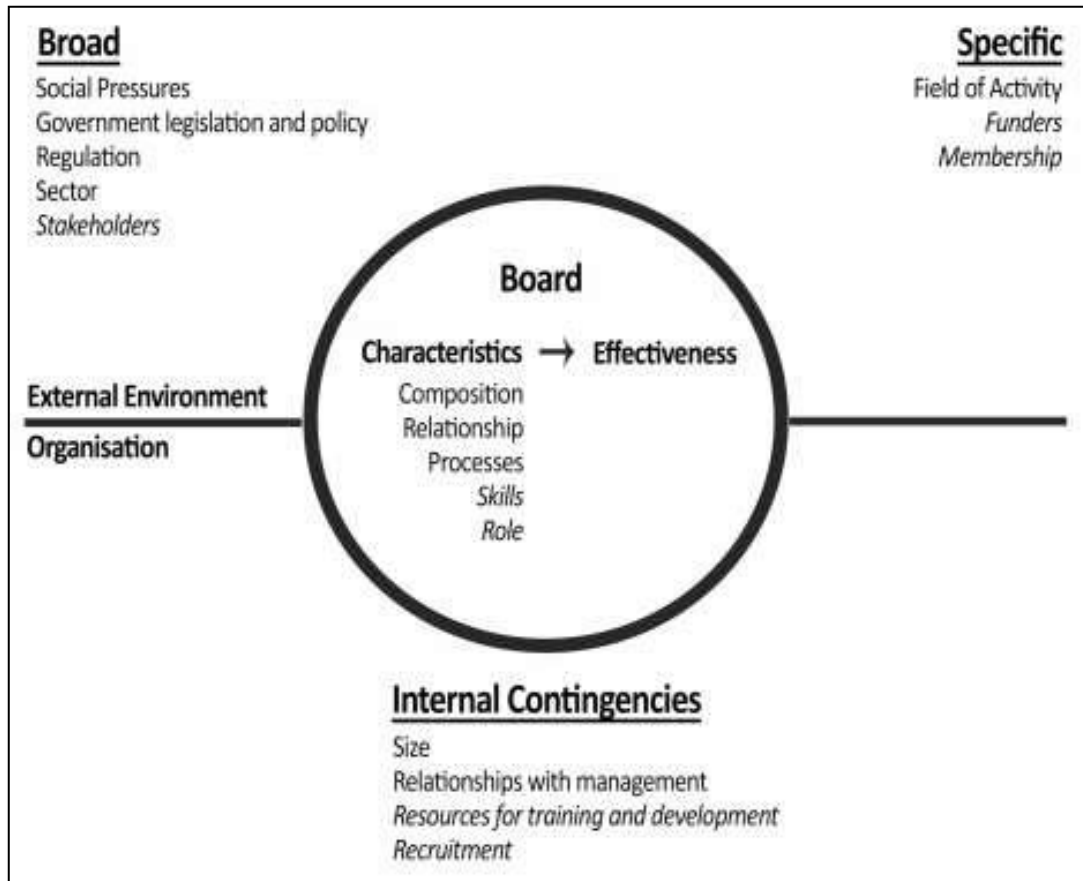 Broad
Social Pressures
Government legislation and policy
Regulation
Sector
Stakeholders
Specific
Field of Activity
Funders
Membership
Board
Characteristics → Effectiveness
Composition
Relationship
Processes
Skills
Role
External Environment
Organisation
Internal Contingencies
Size
Relationships with management
Resources for training and development
Recruitment